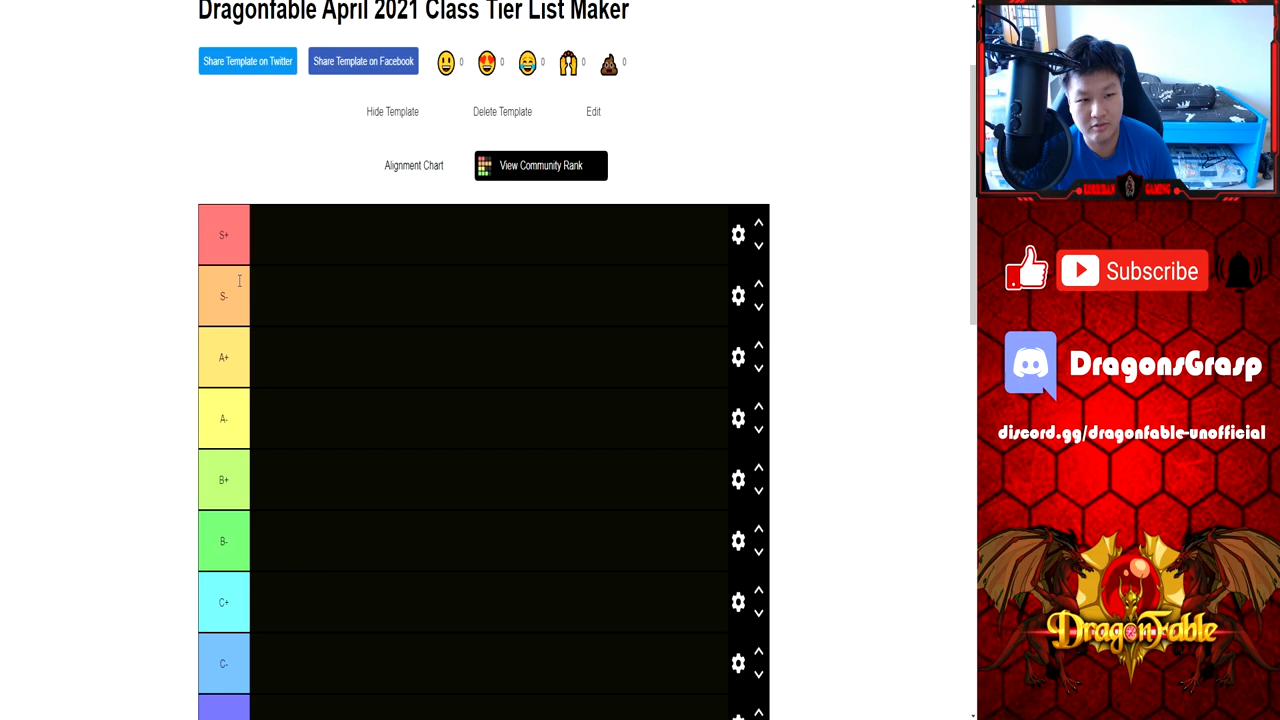 Dragonfable April 2021 Class Tier List Maker
Share Template on Twitter
Share Template on Facebook
0
0
0
0
0
Hide Template
Delete Template
Edit
Alignment Chart
View Community Rank
S+
S-
A+
A-
B+
B-
C+
C-
GAMING
Subscribe
DragonsGrasp
discord.gg/dragonfable-unofficial
DragonFable